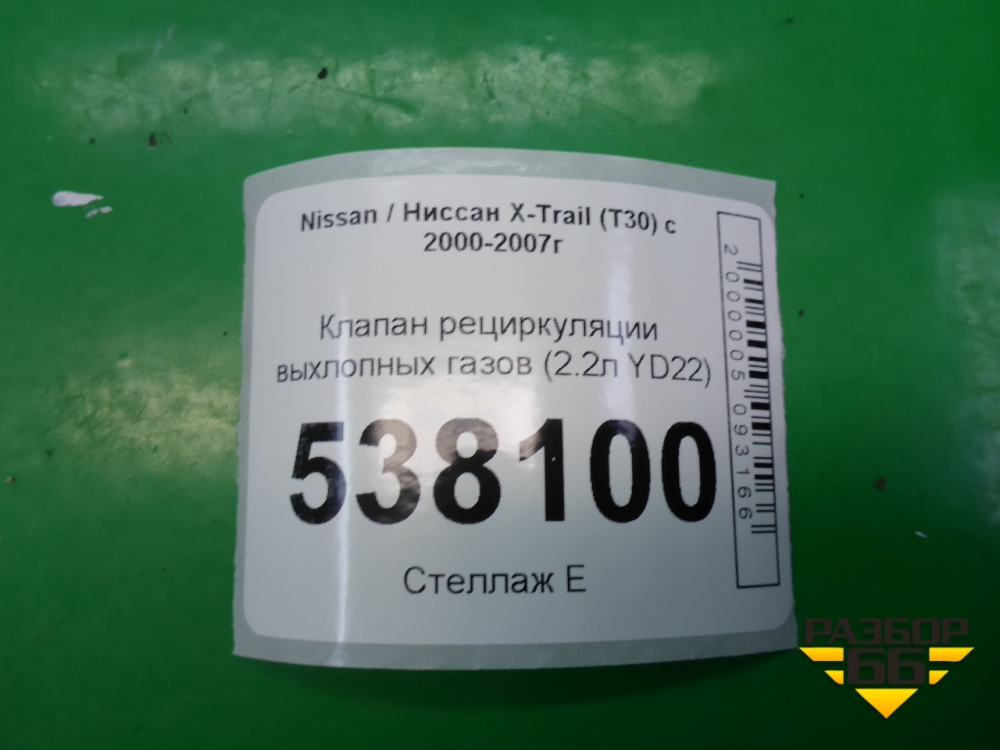 Nissan / Ниссан X-Trail (T30) с
2000-2007г
Клапан рециркуляции
выхлопных газов (2.2л YD22)
538100
Стеллаж E
2000005093166
РАЗБОР
66